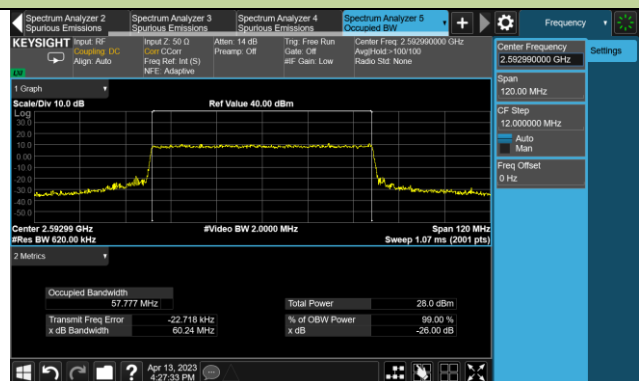 Spectrum Analyzer 2
Spurious Emissions
Spectrum Analyzer 3
Spurious Emissions
Spectrum Analyzer 4
Spurious Emissions
Spectrum Analyzer 5
Occupied BW
+
Frequency
KEYSIGHT
Input: RF
Coupling: DC
Align: Auto
Input Z: 50 Ω
Corr CCorr
Freq Ref: Int (S)
NFE: Adaptive
Atten: 14 dB
Preamp: Off
Trig: Free Run
Gate: Off
#IF Gain: Low
Center Freq: 2.592990000 GHz
Avg|Hold:>100/100
Radio Std: None
Center Frequency
2.592990000 GHz
Settings
Span
120.00 MHz
CF Step
12.000000 MHz
Auto
Man
Freq Offset
0 Hz
1 Graph
Scale/Div 10.0 dB
Ref Value 40.00 dBm
Log
30.0
20.0
10.0
0.00
-10.0
-20.0
-30.0
-40.0
-50.0
Center 2.59299 GHz
#Video BW 2.0000 MHz
Span 120 MHz
#Res BW 620.00 kHz
Sweep 1.07 ms (2001 pts)
2 Metrics
Occupied Bandwidth
57.777 MHz
Total Power
28.0 dBm
Transmit Freq Error
-22.718 kHz
% of OBW Power
99.00 %
x dB Bandwidth
60.24 MHz
x dB
-26.00 dB
?
Apr 13, 2023
4:27:33 PM